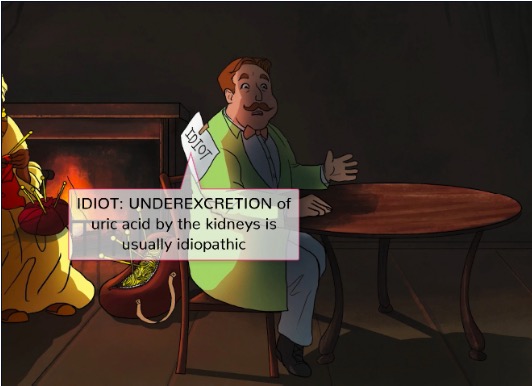 IDIOT
IDIOT: UNDEREXCRETION of
uric acid by the kidneys is
usually idiopathic